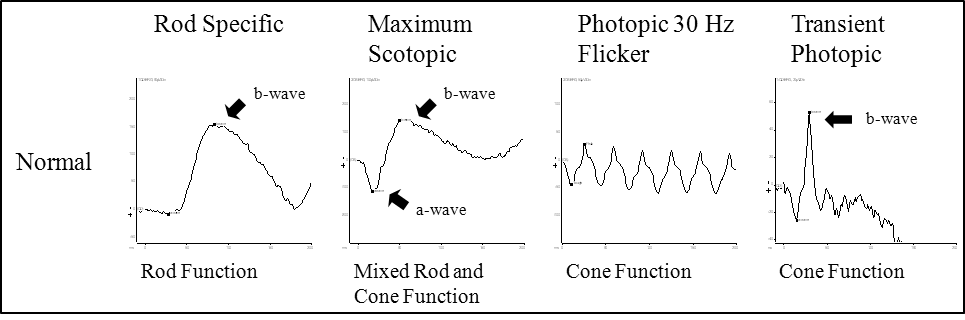 Rod Specific
Maximum
Scotopic
Photopic 30 Hz
Flicker
Transient
Photopic
Normal
b-wave
b-wave
a-wave
b-wave
Rod Function
Mixed Rod and
Cone Function
Cone Function
Cone Function